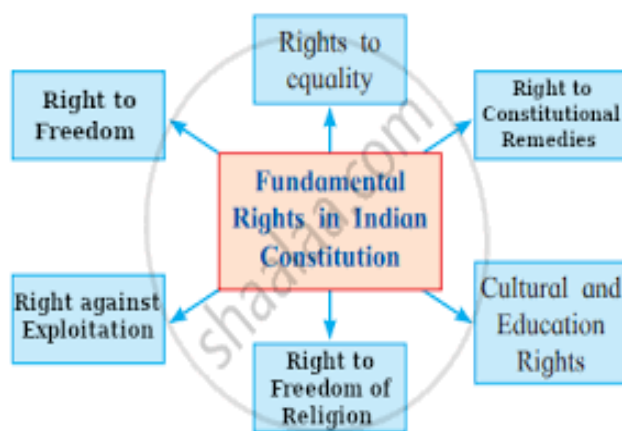 Rights to
equality
Right to
Freedom
Right to
Constitutional
Remedies
Fundamental
Rights in Indian
Constitution
Right against
Exploitation
Cultural and
Education
Rights
Right to
Freedom of
Religion
shaalaa.com